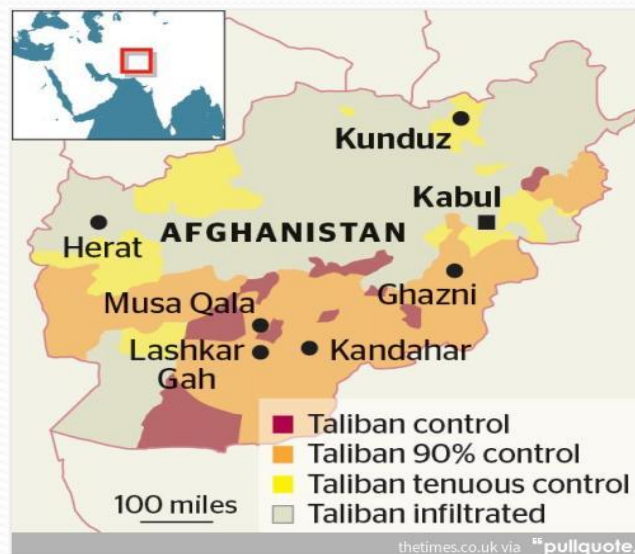 Kunduz
Kabul
AFGHANISTAN
Herat
Ghazni
Musa Qala
Lashkar
Gah
Kandahar
Taliban control
Taliban 90% control
Taliban tenuous control
Taliban infiltrated
100 miles
thetimes.co.uk via "pullquote